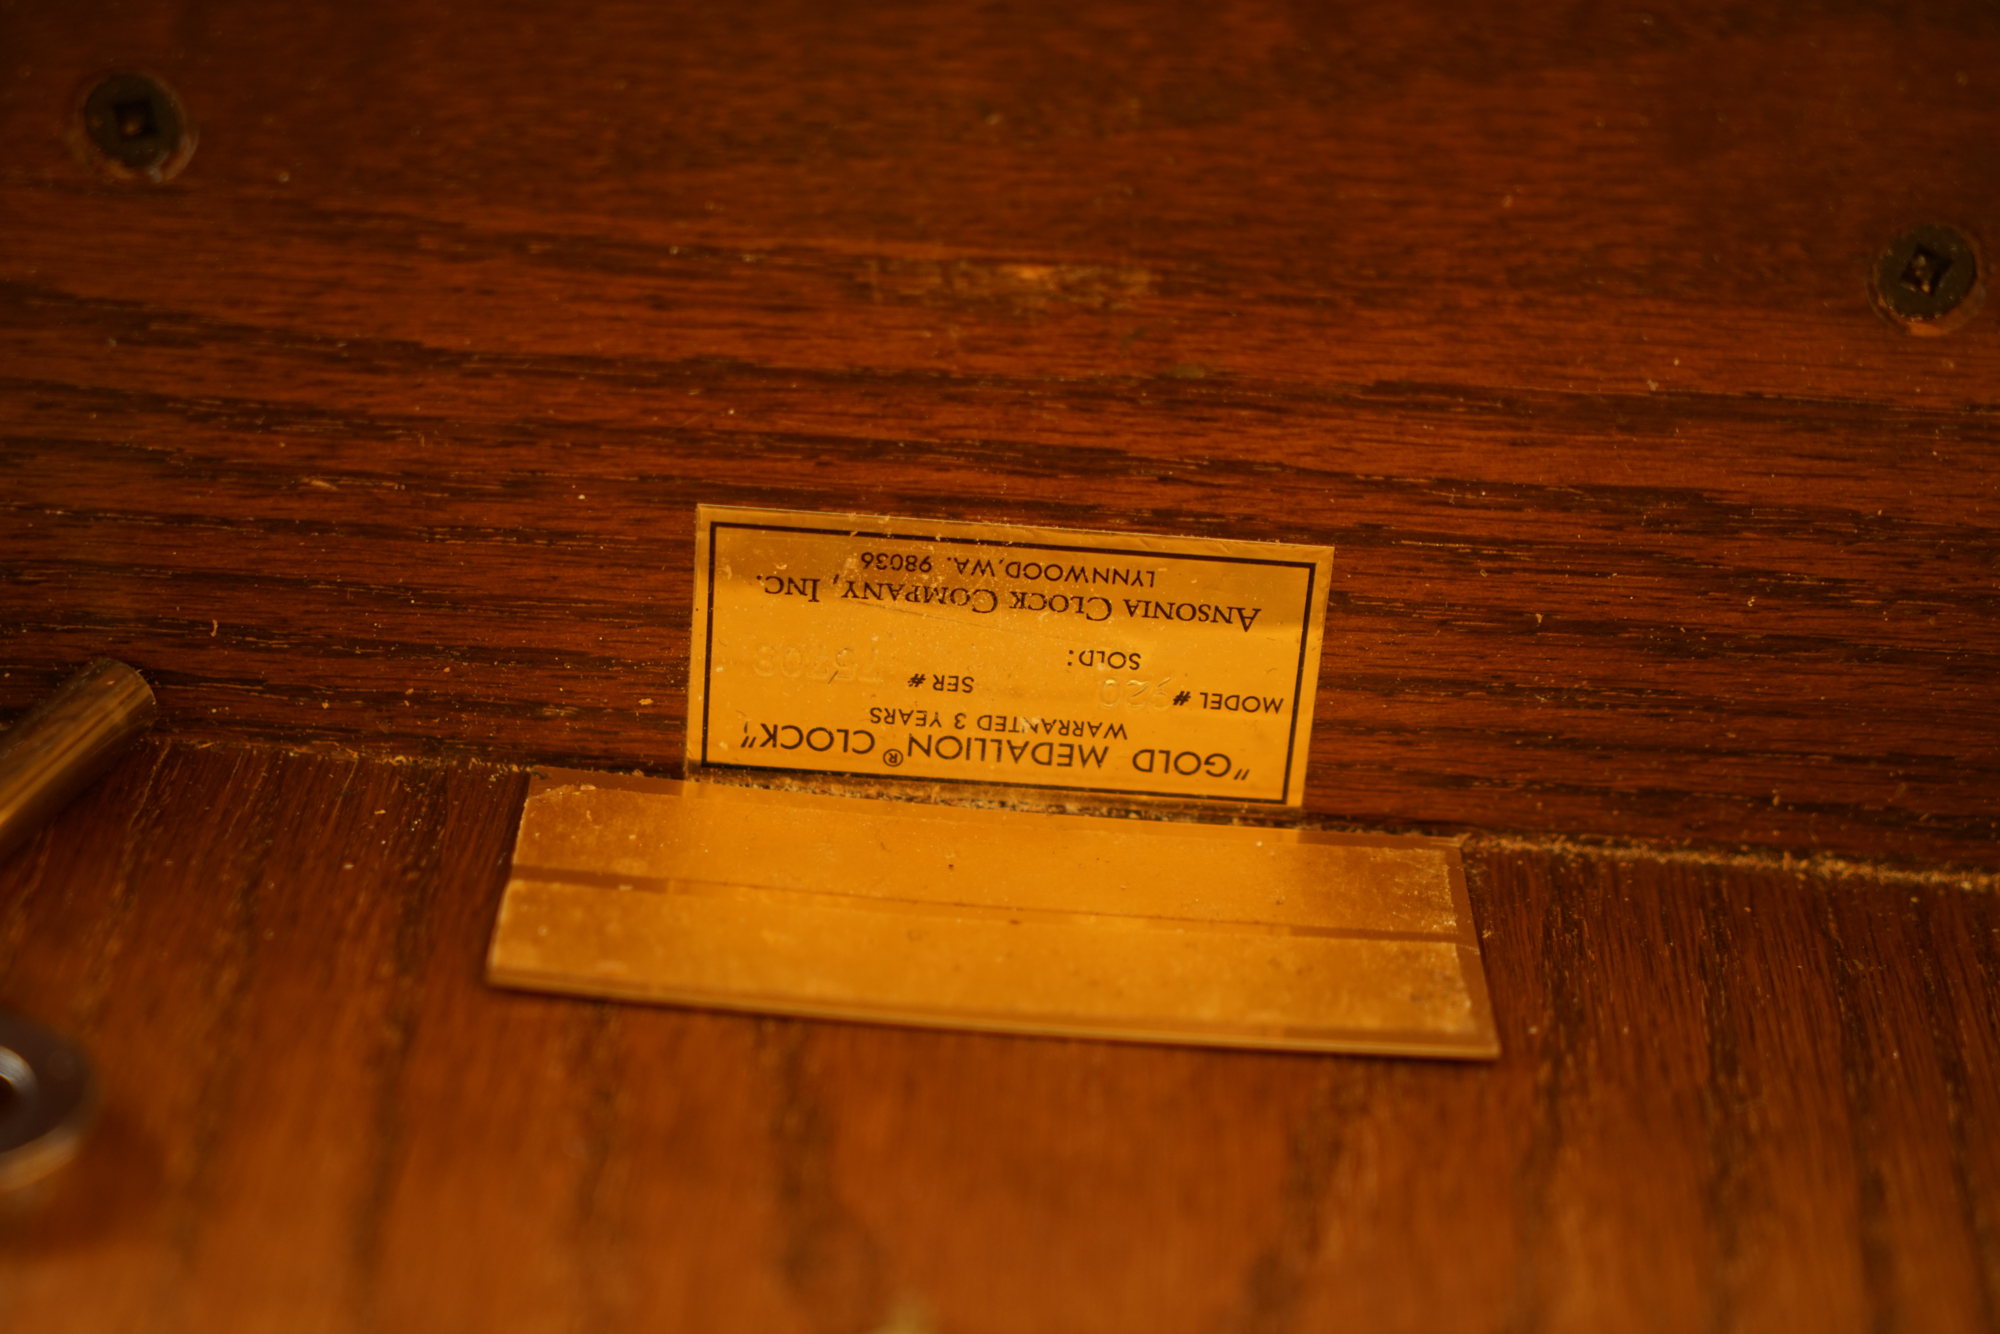 "GOLD MEDALLION® CLOCK"
WARRANTED 3 YEARS
MODEL # SER #
SOLD:
ANSONIA CLOCK COMPANY, INC.
LYNNWOOD, WA. 98036